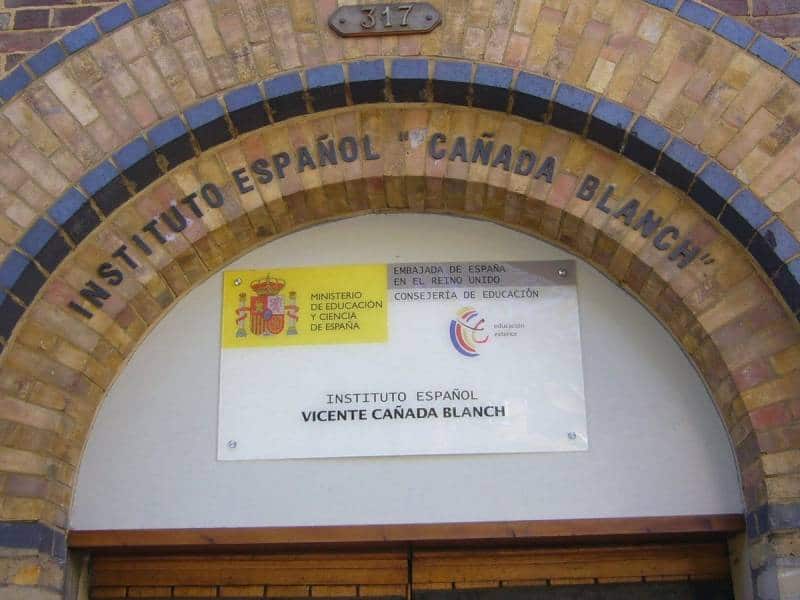 317
INSTITUTO ESPAÑOL "CAÑADA BLANCH"
MINISTERIO
DE EDUCACIÓN
Y CIENCIA
DE ESPAÑA
EMBAJADA DE ESPAÑA
EN EL REINO UNIDO
CONSEJERÍA DE EDUCACIÓN
educación
exterior
INSTITUTO ESPAÑOL
VICENTE CAÑADA BLANCH